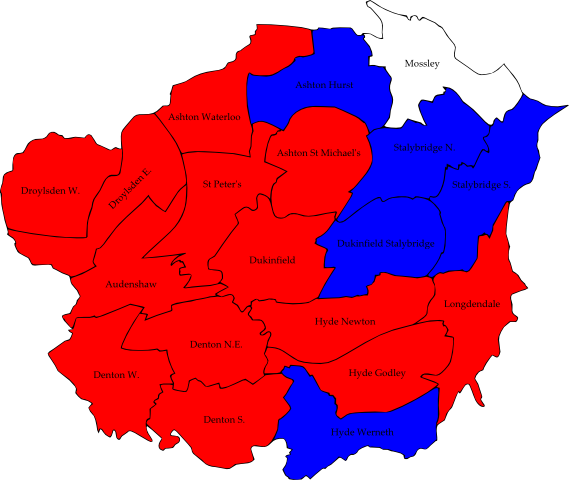 Mossley
Ashton Hurst
Ashton Waterloo
Stalybridge N.
Ashton St Michael's
Droylsden E.
St Peter's
Stalybridge S.
Droylsden W.
Dukinfield Stalybridge
Dukinfield
Audenshaw
Longdendale
Hyde Newton
Denton N.E.
Hyde Godley
Denton W.
Denton S.
Hyde Werneth